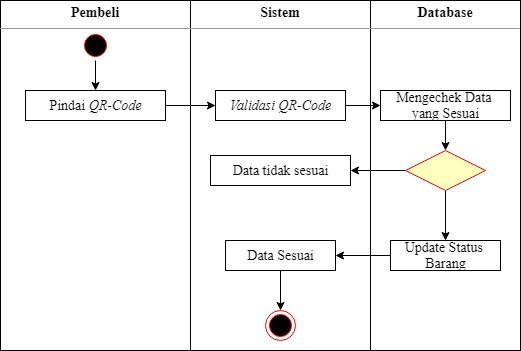 Pembeli
Sistem
Database
Pindai QR-Code
Validasi QR-Code
Mengechek Data
yang Sesuai
Data tidak sesuai
Data Sesuai
Update Status
Barang